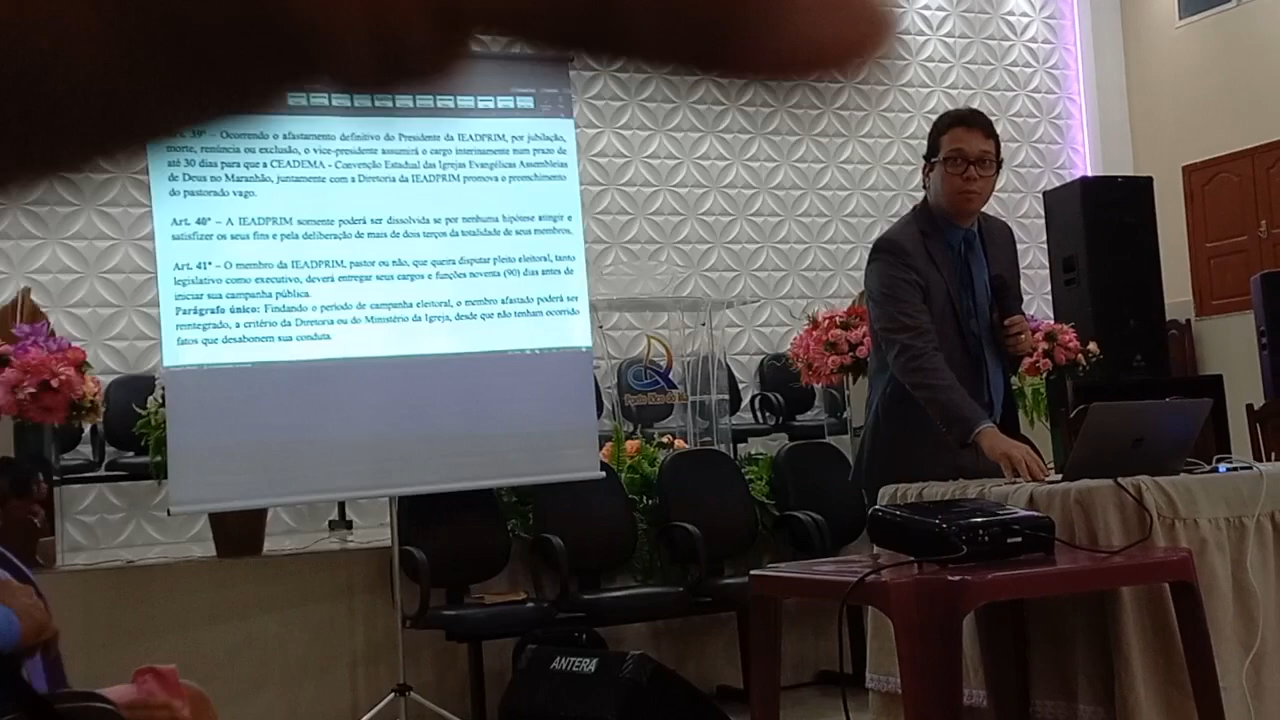 Art. 39º – Ocorrendo o afastamento definitivo do Presidente da IEADPRIM, por jubilação,
morte, renúncia ou exclusão, o vice-presidente assumirá o cargo interinamente num prazo de
até 30 dias para que a CEADEMA - Convenção Estadual das Igrejas Evangélicas Assembleias
de Deus no Maranhão, juntamente com a Diretoria da IEADPRIM promova o preenchimento
do pastorado vago.
Art. 40º – A IEADPRIM somente poderá ser dissolvida se por nenhuma hipótese atingir e
satisfizer os seus fins e pela deliberação de mais de dois terços da totalidade de seus membros.
Art. 41º – O membro da IEADPRIM, pastor ou não, que queira disputar pleito eleitoral, tanto
legislativo como executivo, deverá entregar seus cargos e funções noventa (90) dias antes de
iniciar sua campanha pública.
Parágrafo único: Findando o período de campanha eleitoral, o membro afastado poderá ser
reintegrado, a critério da Diretoria ou do Ministério da Igreja, desde que não tenham ocorrido
fatos que desabonem sua conduta.
Porto Rico do Ma
ANTERA